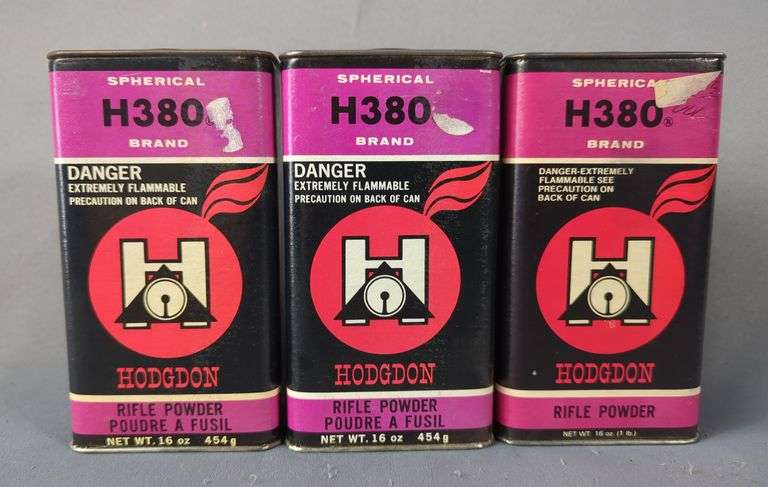 SPHERICAL
H380
BRAND
DANGER
EXTREMELY FLAMMABLE
PRECAUTION ON BACK OF CAN
H
HODGDON
RIFLE POWDER
POUDRE A FUSIL
NET WT. 16 oz 454 g
SPHERICAL
H380
BRAND
DANGER
EXTREMELY FLAMMABLE
PRECAUTION ON BACK OF CAN
H
HODGDON
RIFLE POWDER
POUDRE A FUSIL
NET WT. 16 oz 454 g
SPHERICA
H380®
BRAND
DANGER-EXTREMELY
FLAMMABLE SEE
PRECAUTION ON
BACK OF CAN
H
HODGDON
RIFLE POWDER
NET WT. 16 oz. (1 lb.)